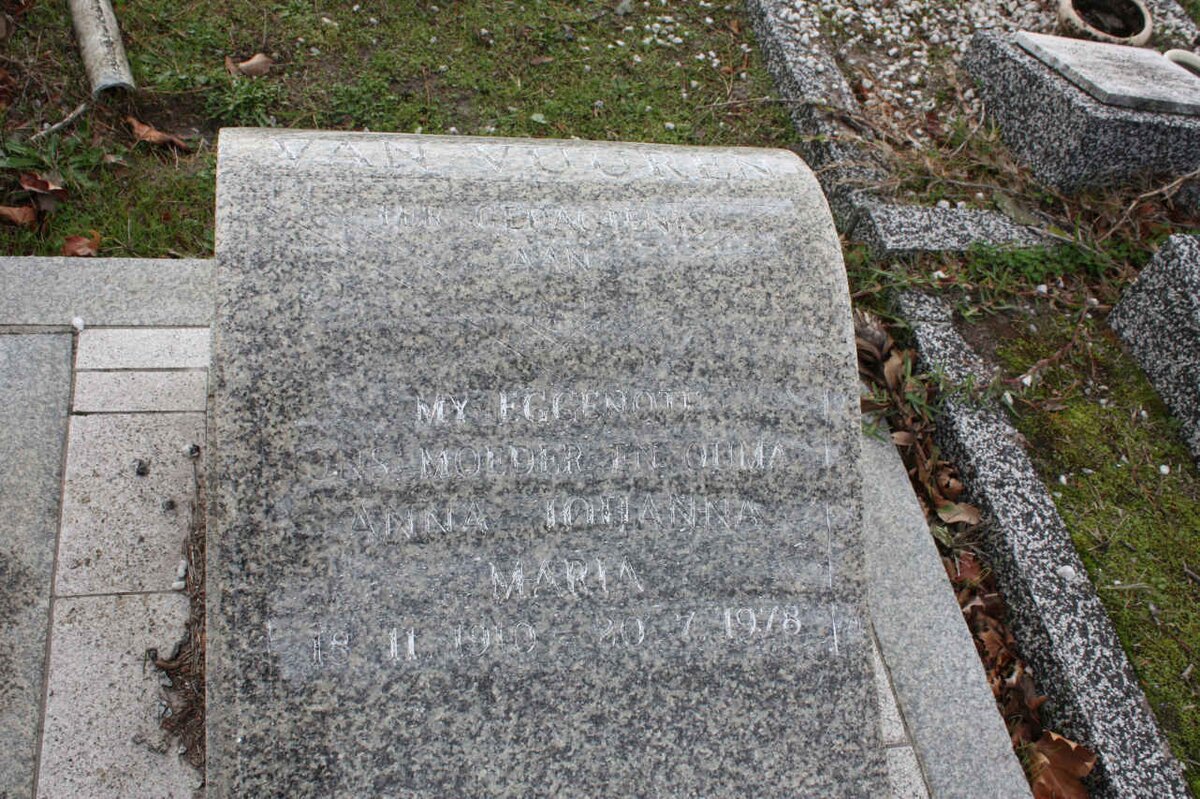 VAN VUUREN
TER GEDAGTENIS
AAN
MY EGGENOTE
ONS MOEDER EN OUMA
ANNA JOHANNA
MARIA
18 11 1910 - 20 7 1978